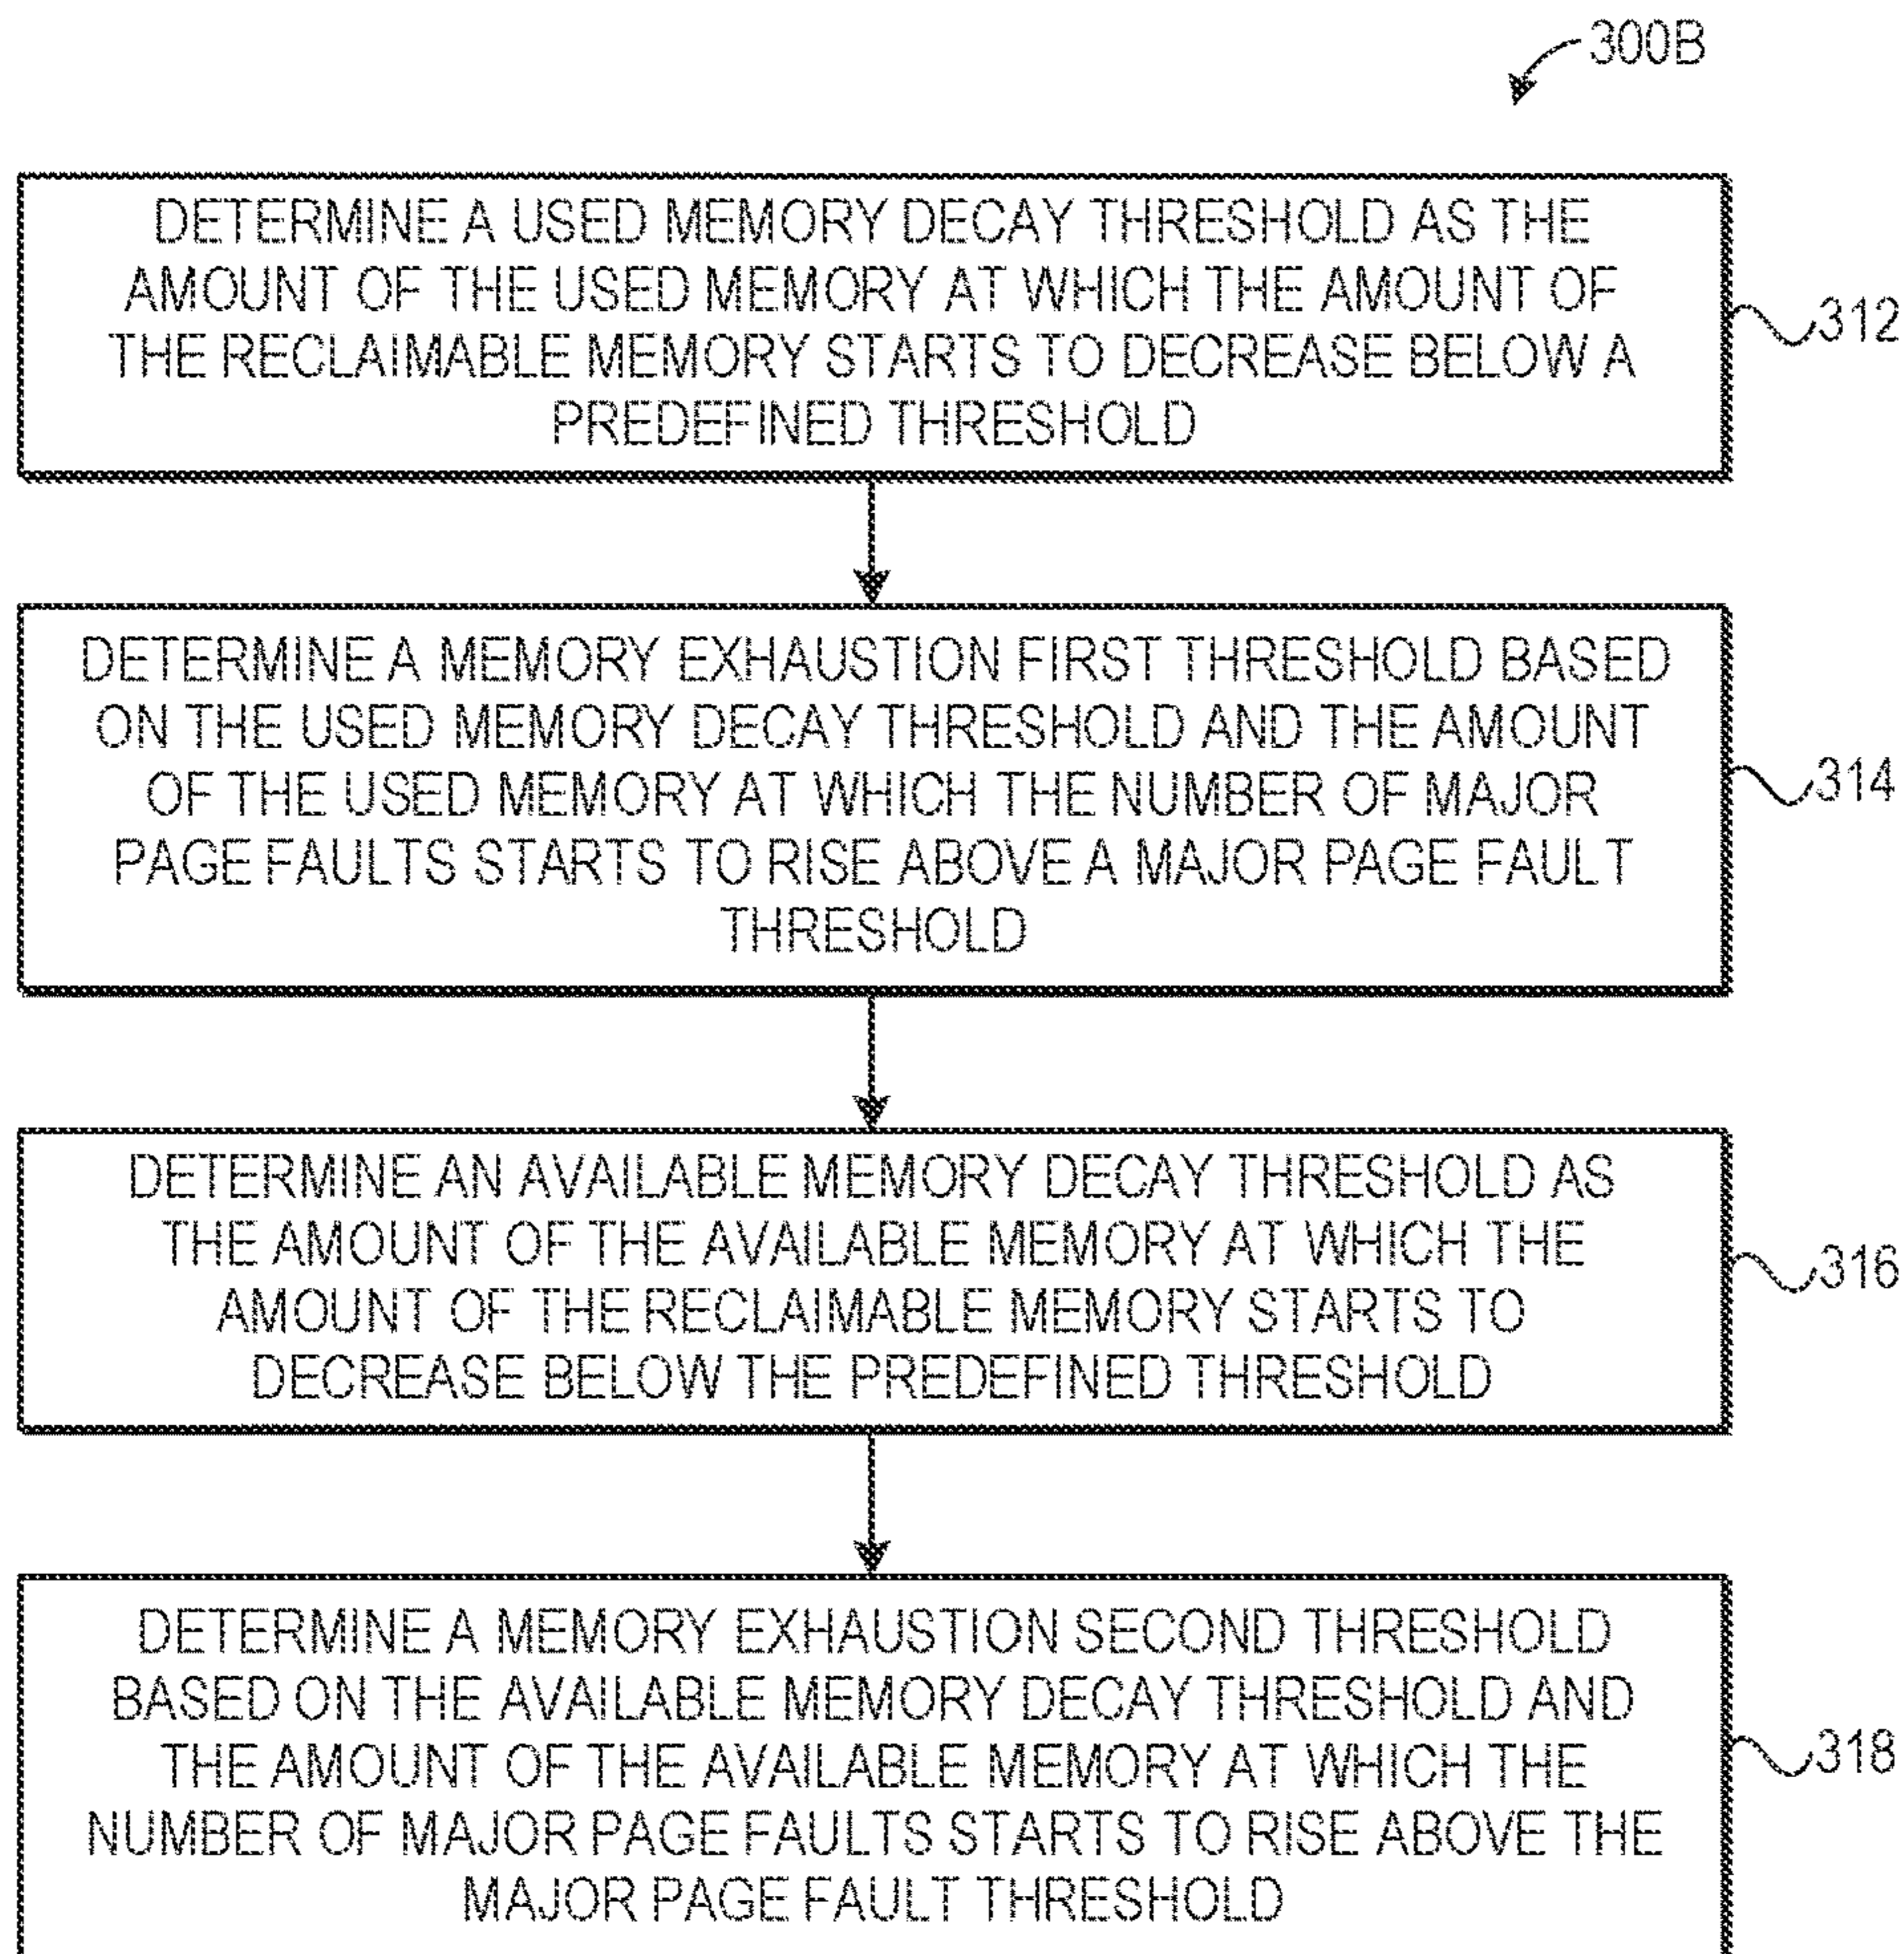 300B
DETERMINE A USED MEMORY DECAY THRESHOLD AS THE
AMOUNT OF THE USED MEMORY AT WHICH THE AMOUNT OF
THE RECLAIMABLE MEMORY STARTS TO DECREASE BELOW A
PREDEFINED THRESHOLD
312
DETERMINE A MEMORY EXHAUSTION FIRST THRESHOLD BASED
ON THE USED MEMORY DECAY THRESHOLD AND THE AMOUNT
OF THE USED MEMORY AT WHICH THE NUMBER OF MAJOR
PAGE FAULTS STARTS TO RISE ABOVE A MAJOR PAGE FAULT
THRESHOLD
314
DETERMINE AN AVAILABLE MEMORY DECAY THRESHOLD AS
THE AMOUNT OF THE AVAILABLE MEMORY AT WHICH THE
AMOUNT OF THE RECLAIMABLE MEMORY STARTS TO
DECREASE BELOW THE PREDEFINED THRESHOLD
316
DETERMINE A MEMORY EXHAUSTION SECOND THRESHOLD
BASED ON THE AVAILABLE MEMORY DECAY THRESHOLD AND
THE AMOUNT OF THE AVAILABLE MEMORY AT WHICH THE
NUMBER OF MAJOR PAGE FAULTS STARTS TO RISE ABOVE THE
MAJOR PAGE FAULT THRESHOLD
318